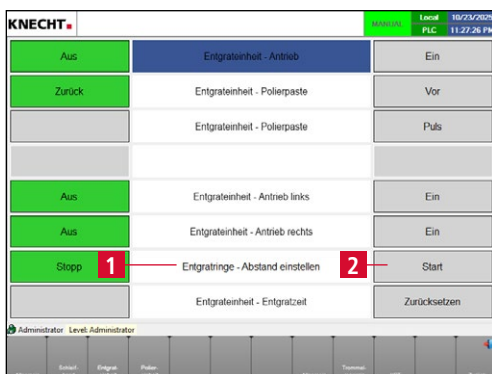 KNECHT
MANUAL
Local
10/23/2025
PLC
11:27:26 PM
Aus
Entgrateinheit - Antrieb
Ein
Zurück
Entgrateinheit - Polierpaste
Vor
Entgrateinheit - Polierpaste
Puls
Aus
Entgrateinheit - Antrieb links
Ein
Aus
Entgrateinheit - Antrieb rechts
Ein
Stopp
1
Entgratringe - Abstand einstellen
2
Start
Entgrateinheit - Entgratzeit
Zurücksetzen
Administrator
Level: Administrator